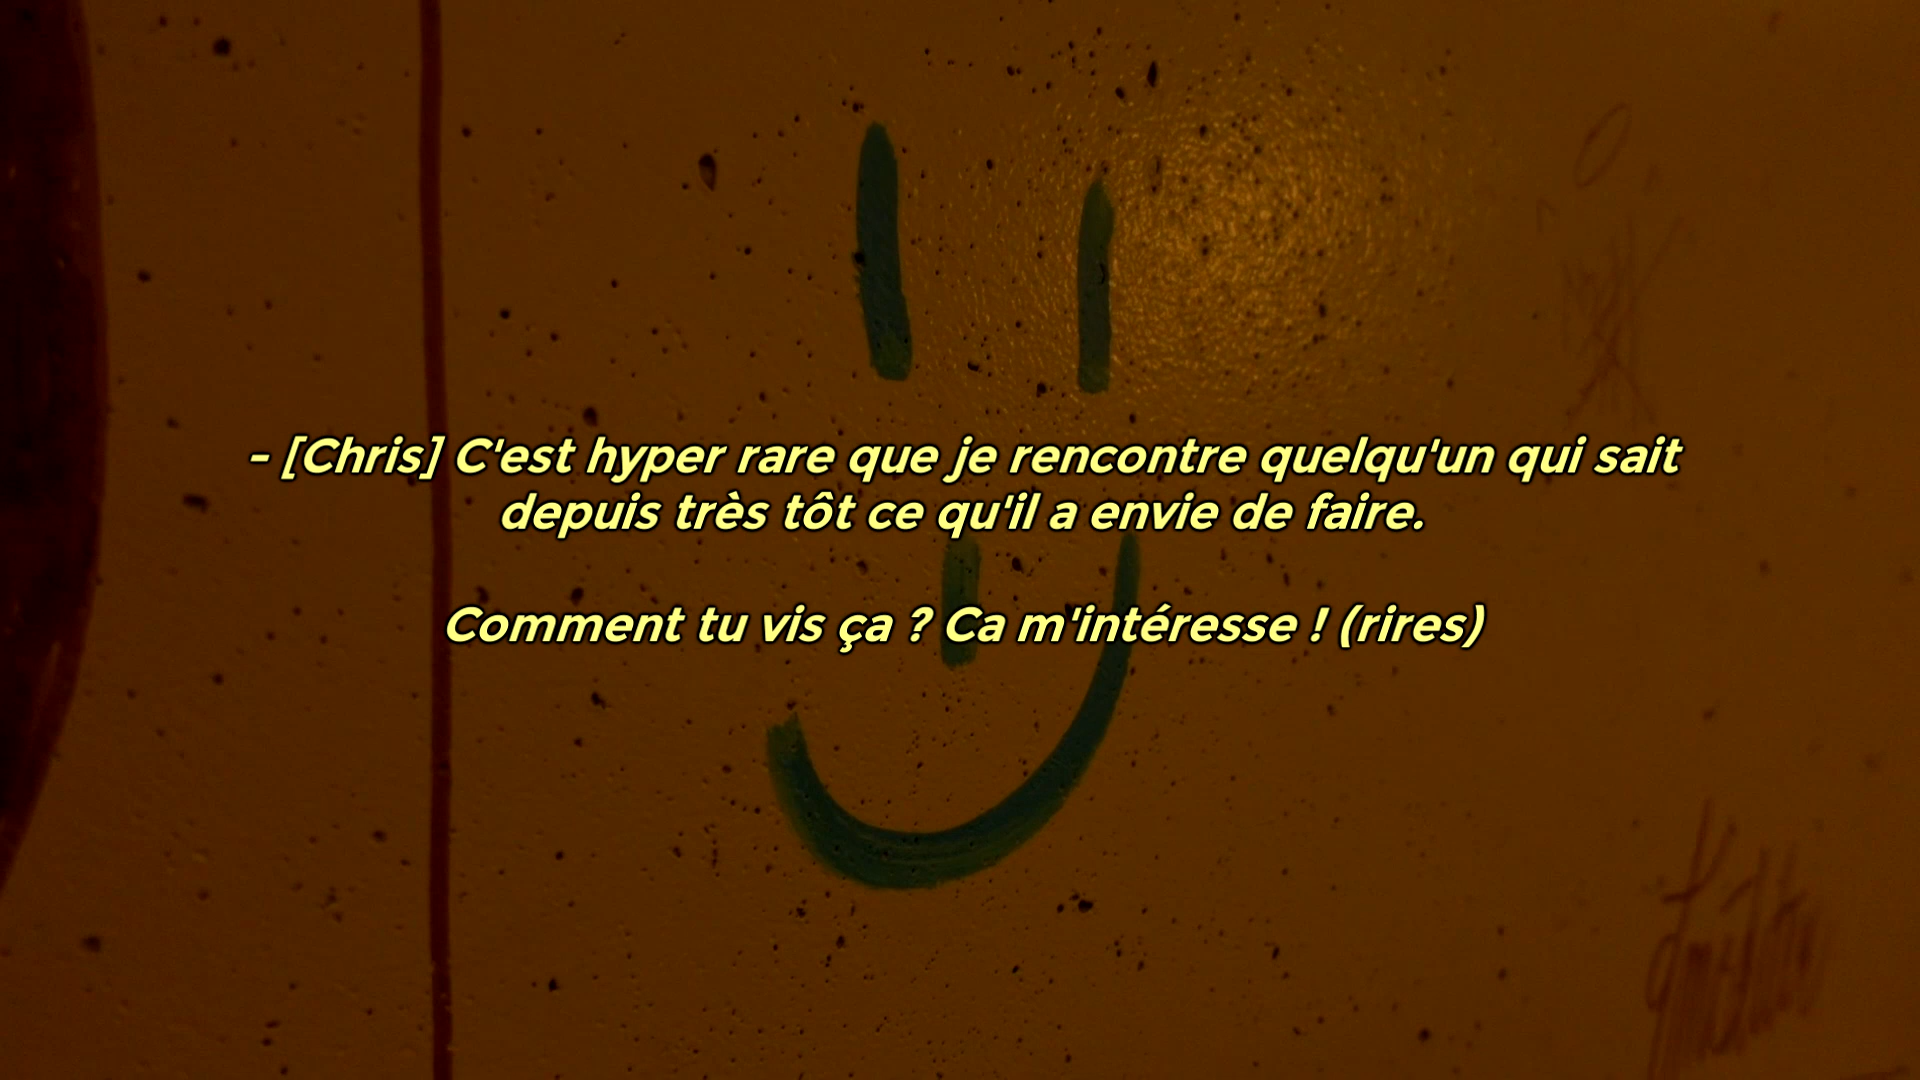 - [Chris] C'est hyper rare que je rencontre quelqu'un qui sait
depuis très tôt ce qu'il a envie de faire.
Comment tu vis ça ? Ca m'intéresse ! (rires)